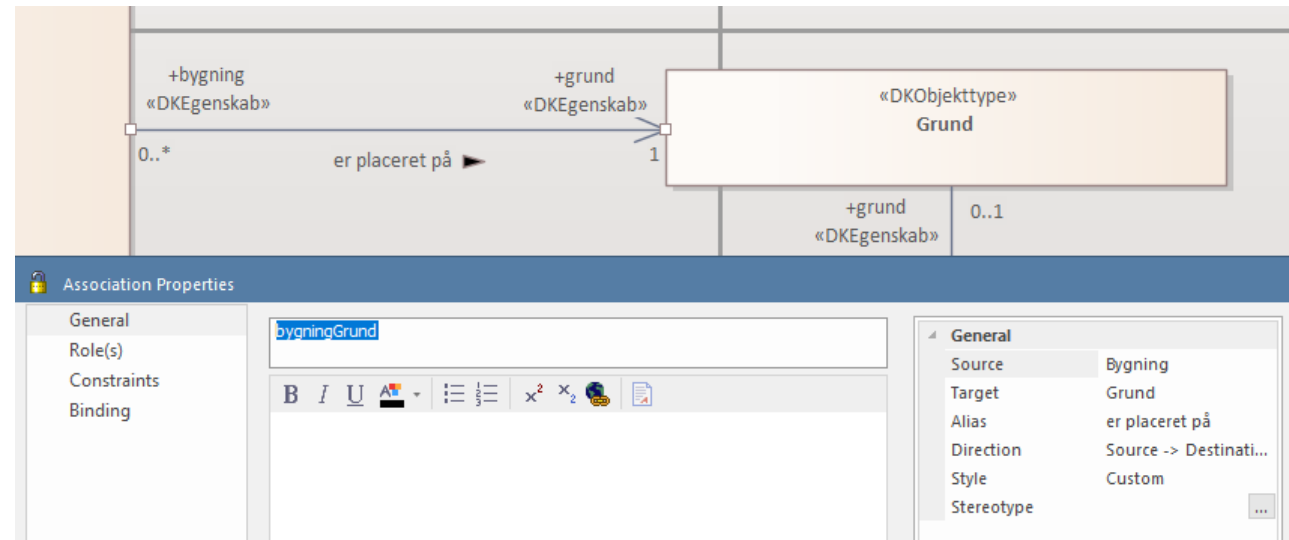 +bygning
«DKEgenskab»
+grund
«DKEgenskab»
0..*
er placeret på
1
«DKObjekttype»
Grund
+grund
«DKEgenskab»
0..1
Association Properties
General
Role(s)
Constraints
Binding
bygningGrund
B I U A x² x₂
General
Source Bygning
Target Grund
Alias er placeret på
Direction Source -> Destinati...
Style Custom
Stereotype ...